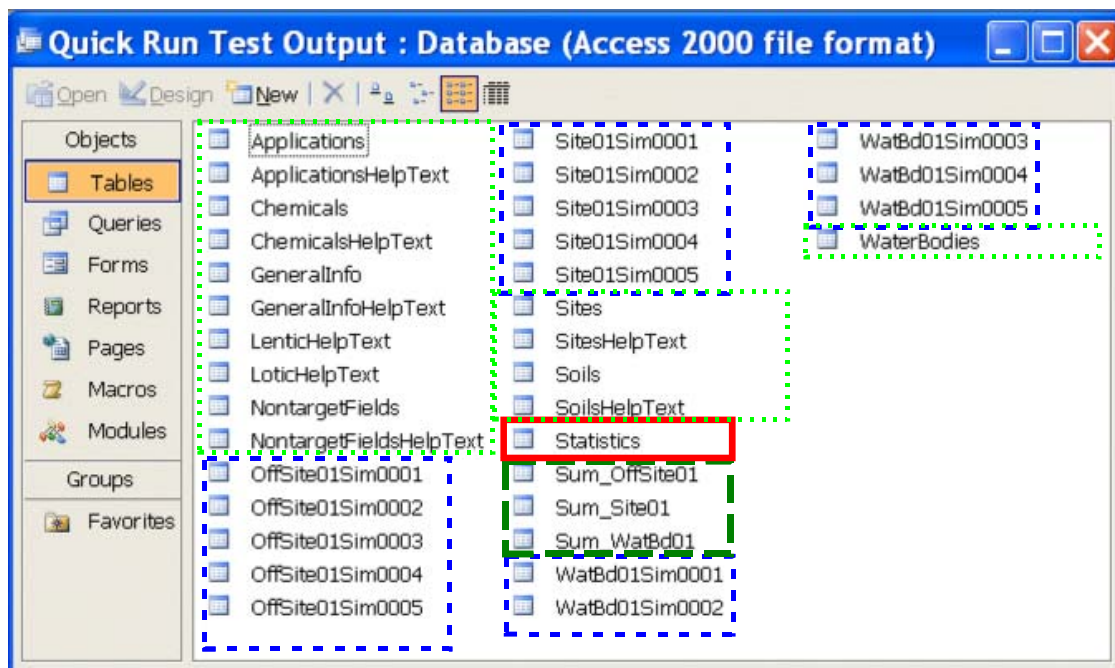 Quick Run Test Output : Database (Access 2000 file format)
Open Design New
Objects
Tables
Queries
Forms
Reports
Pages
Macros
Modules
Groups
Favorites
Applications
ApplicationsHelpText
Chemicals
ChemicalsHelpText
GeneralInfo
GeneralInfoHelpText
LenticHelpText
LoticHelpText
NontargetFields
NontargetFieldsHelpText
OffSite01Sim0001
OffSite01Sim0002
OffSite01Sim0003
OffSite01Sim0004
OffSite01Sim0005
Site01Sim0001
Site01Sim0002
Site01Sim0003
Site01Sim0004
Site01Sim0005
Sites
SitesHelpText
Soils
SoilsHelpText
Statistics
Sum_OffSite01
Sum_Site01
Sum_WatBd01
WatBd01Sim0001
WatBd01Sim0002
WatBd01Sim0003
WatBd01Sim0004
WatBd01Sim0005
WaterBodies